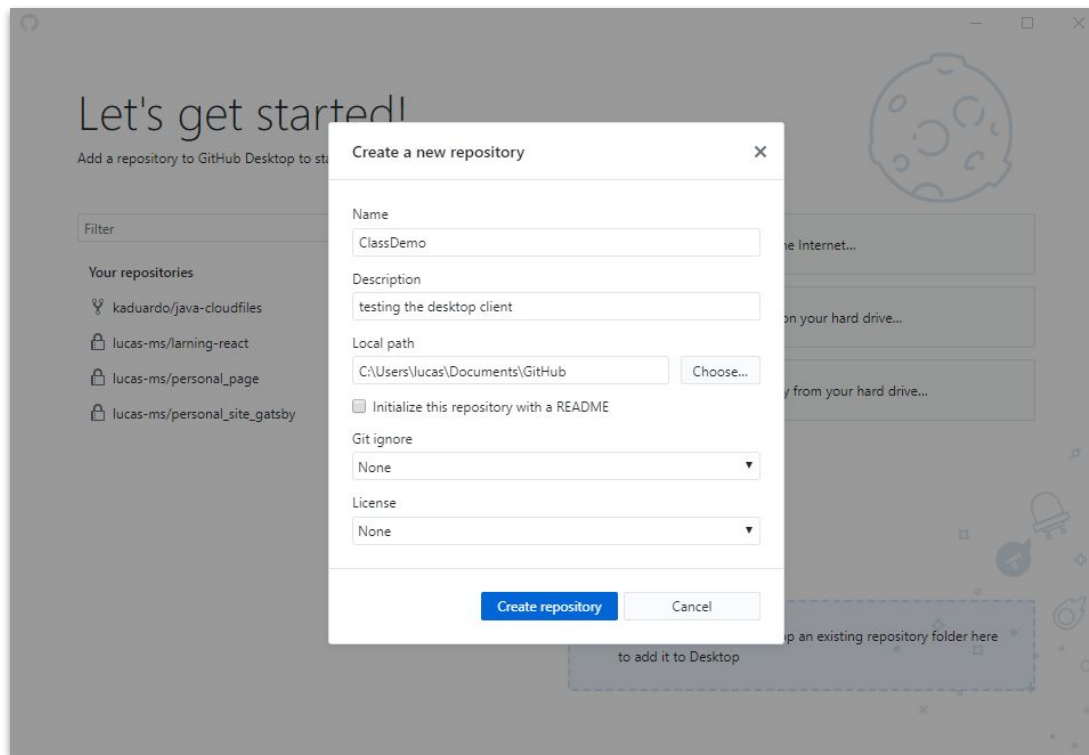 Let's get started!
Add a repository to GitHub Desktop to
Filter
Your repositories
kaduardo/java-cloudfiles
lucas-ms/larning-react
lucas-ms/personal_page
lucas-ms/personal_site_gatsby
Create a new repository
Name
ClassDemo
Description
testing the desktop client
Local path
C:\Users\lucas\Documents\GitHub
Choose...
Initialize this repository with a README
Git ignore
None
License
None
Create repository
Cancel
Internet...
on your hard drive...
from your hard drive...
an existing repository folder here
to add it to Desktop